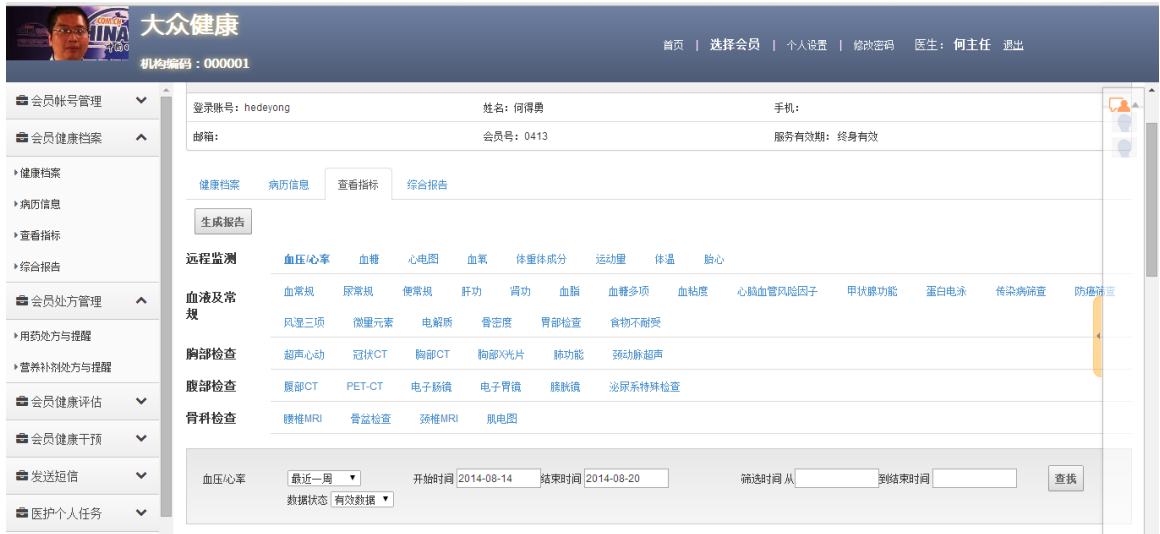 COM.CH
INA
大众健康
机构编码：000001
首页 | 选择会员 | 个人设置 | 修改密码 医生：何主任 退出
会员帐号管理
会员健康档案
健康档案
病历信息
查看指标
综合报告
会员处方管理
用药处方与提醒
营养补剂处方与提醒
会员健康评估
会员健康干预
发送短信
医护个人任务
登录账号：hedeyong 姓名：何得勇 手机：
邮箱： 会员号：0413 服务有效期：终身有效
健康档案 病历信息 查看指标 综合报告
生成报告
远程监测 血压/心率 血糖 心电图 血氧 体重体成分 运动量 体温 胎心
血液及常规 血常规 尿常规 便常规 肝功 肾功 血脂 血糖多项 血粘度 心脑血管风险因子 甲状腺功能 蛋白电泳 传染病筛查 防癌筛查
风湿三项 微量元素 电解质 骨密度 胃部检查 食物不耐受
胸部检查 超声心动 冠状CT 胸部CT 胸部X光片 肺功能 颈动脉超声
腹部检查 腹部CT PET-CT 电子肠镜 电子胃镜 膀胱镜 泌尿系特殊检查
骨科检查 腰椎MRI 骨盆检查 颈椎MRI 肌电图
血压/心率 最近一周 开始时间 2014-08-14 结束时间 2014-08-20 筛选时间 从 到结束时间 查找
数据状态 有效数据